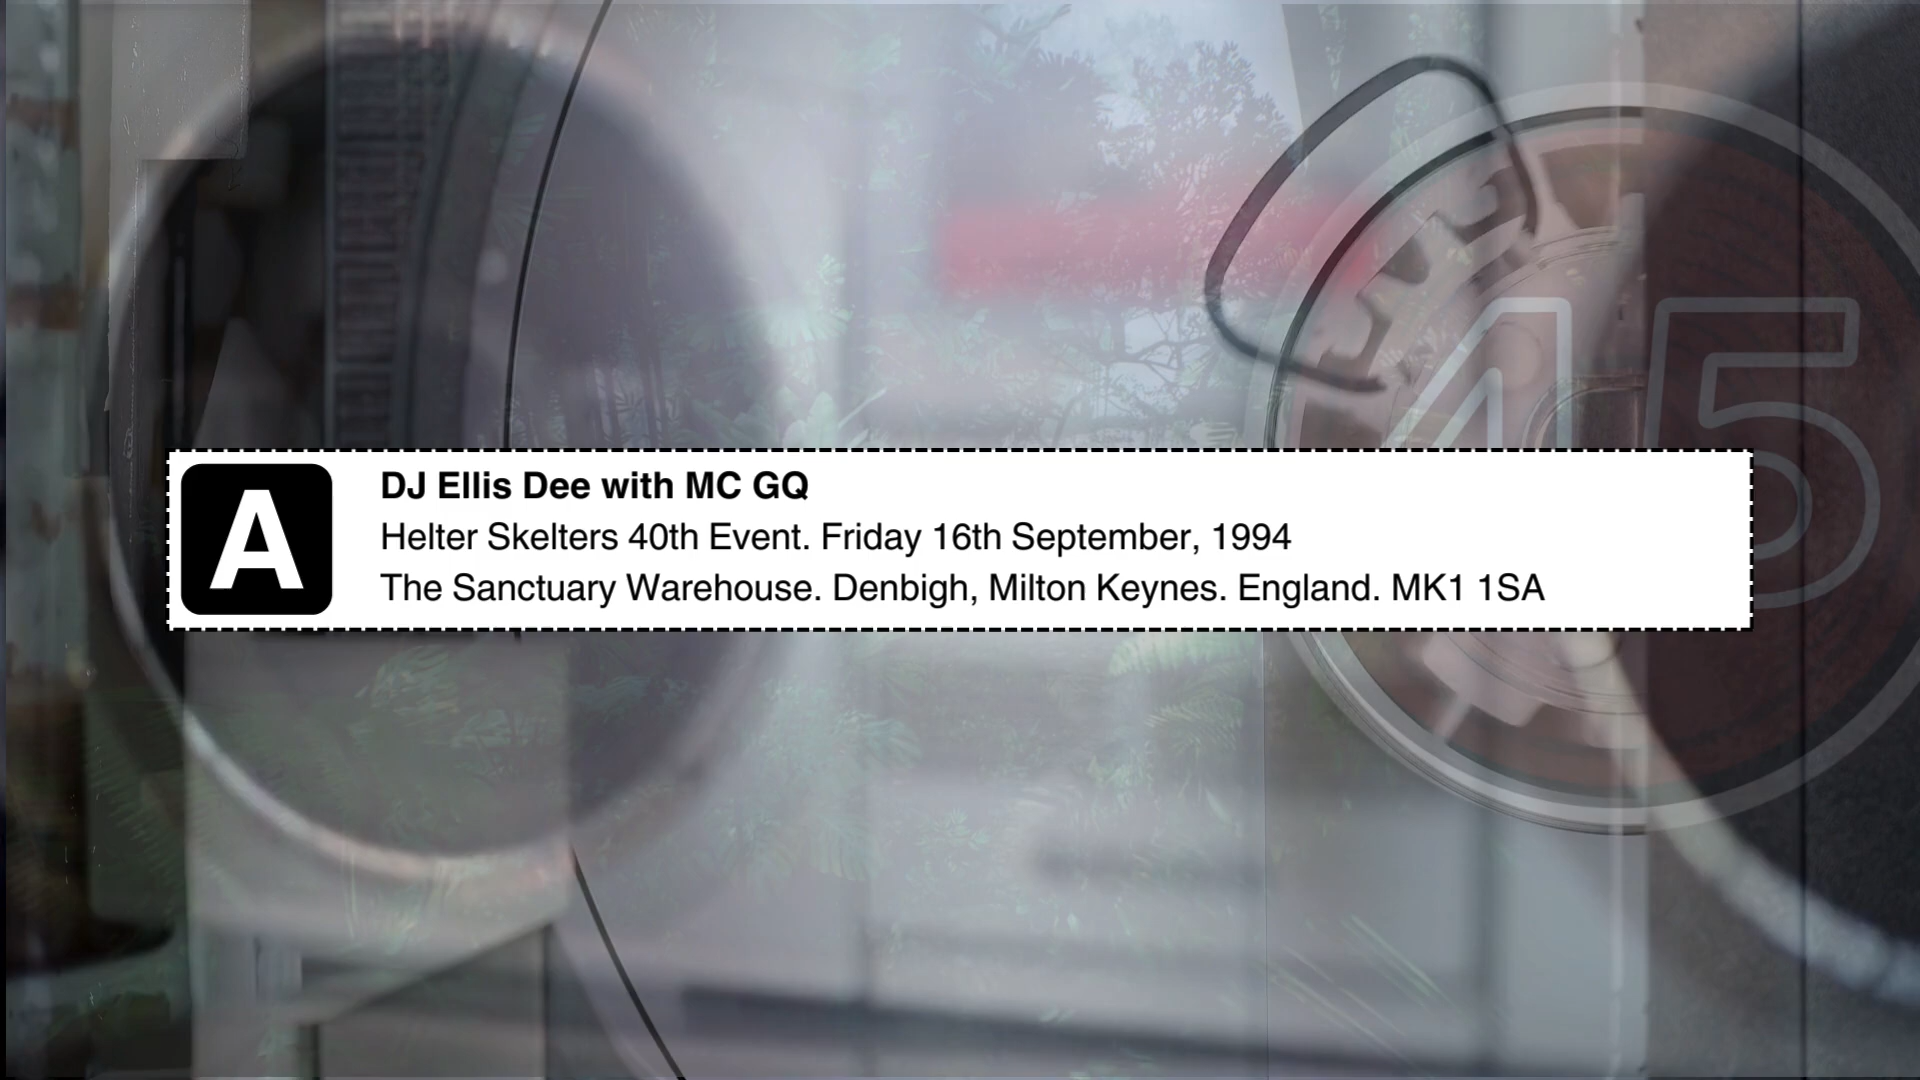 45
A
DJ Ellis Dee with MC GQ
Helter Skelters 40th Event. Friday 16th September, 1994
The Sanctuary Warehouse. Denbigh, Milton Keynes. England. MK1 1SA